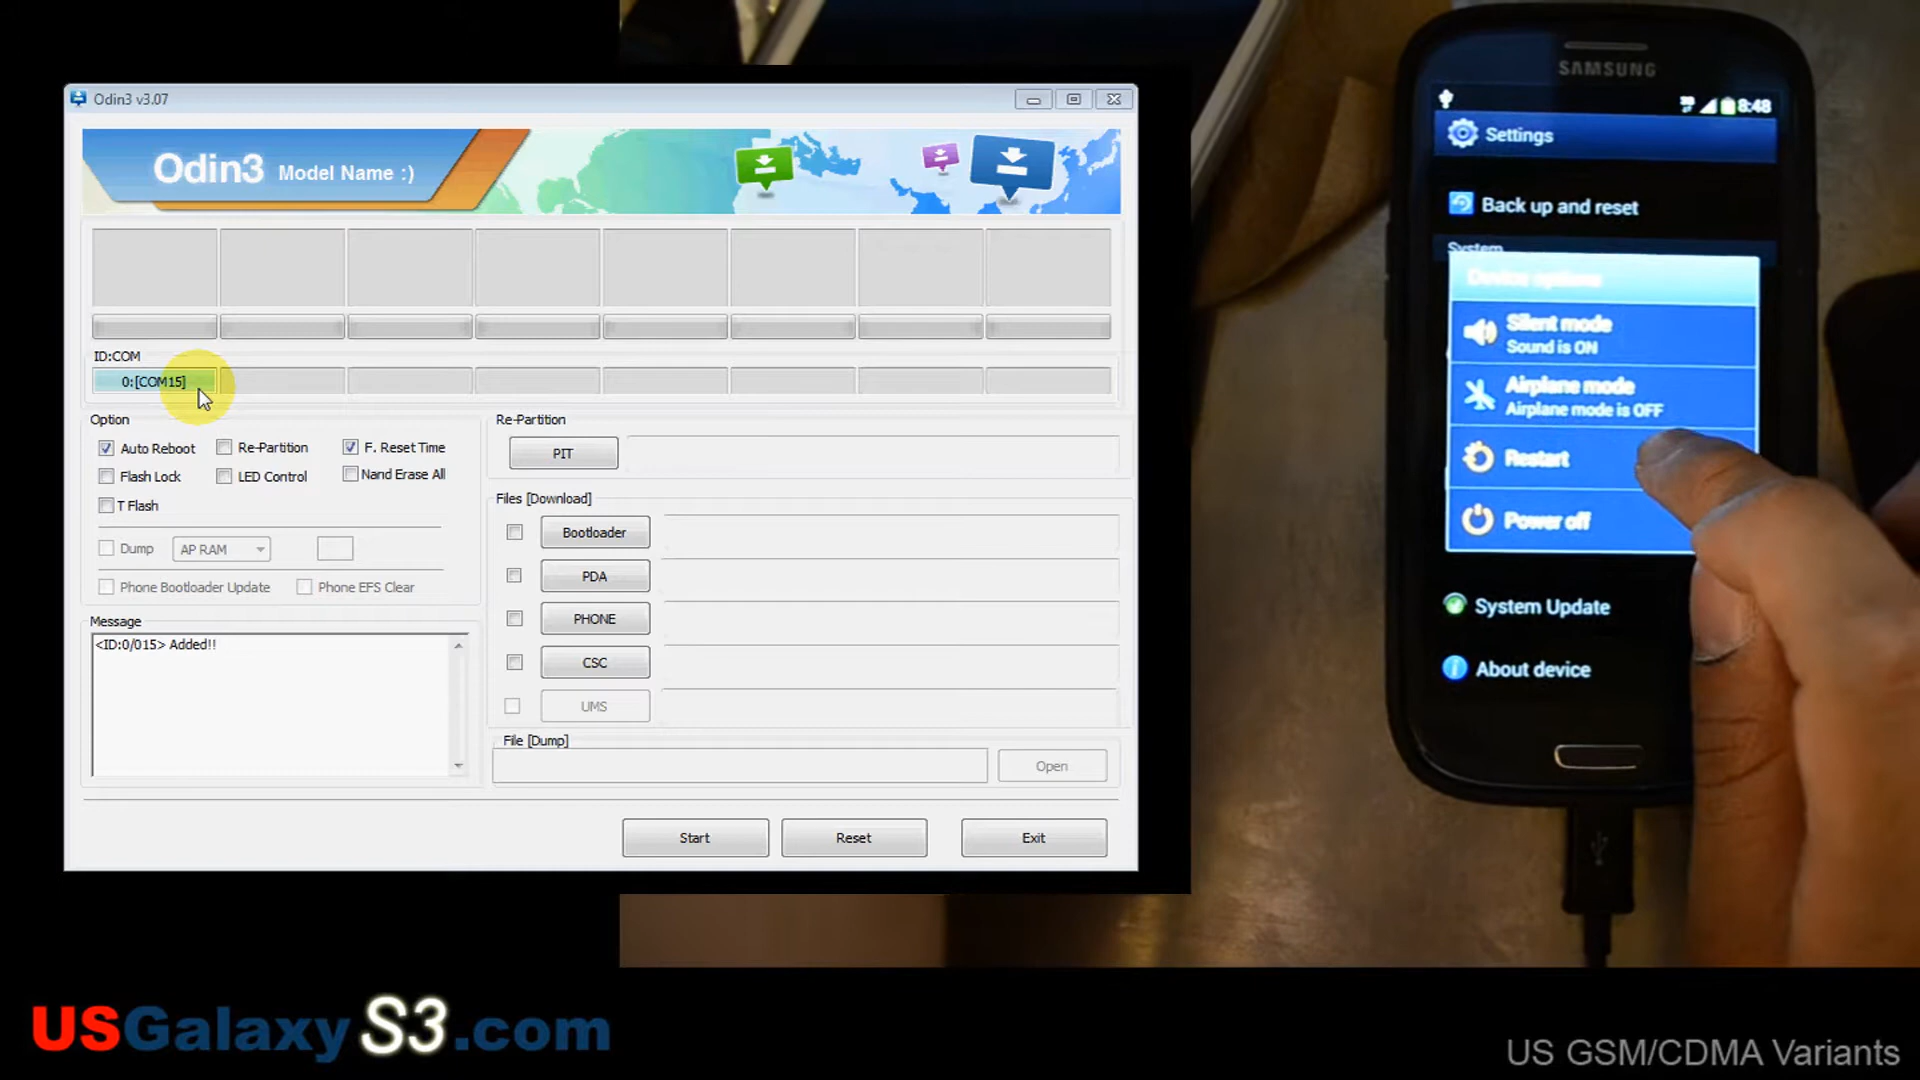 Odin3 v3.07
Odin3 Model Name :)
ID:COM
0:[COM15]
Option
Auto Reboot
Re-Partition
F. Reset Time
Flash Lock
LED Control
Nand Erase All
T Flash
Dump
AP RAM
Phone Bootloader Update
Phone EFS Clear
Message
<ID:0/015> Added!!
Re-Partition
PIT
Files [Download]
Bootloader
PDA
PHONE
CSC
UMS
File [Dump]
Open
Start
Reset
Exit
SAMSUNG
3G
8:48
Settings
Back up and reset
System
Device options
Silent mode
Sound is ON
Airplane mode
Airplane mode is OFF
Restart
Power off
System Update
About device
USGalaxyS3.com
US GSM/CDMA Variants